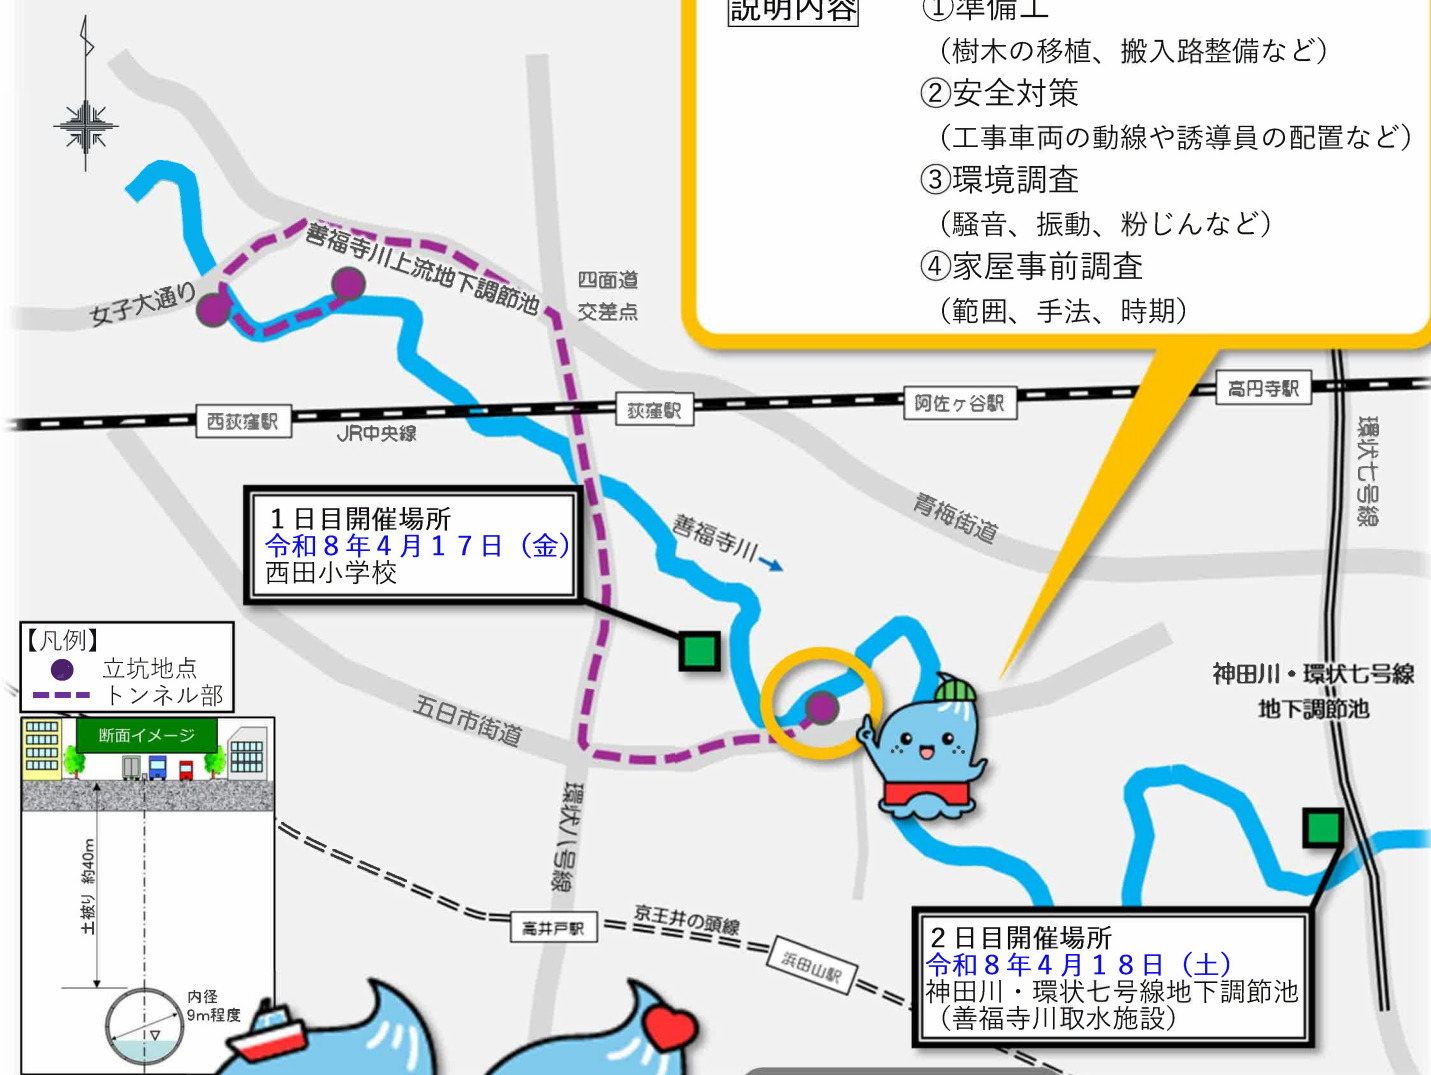 説明内容
①準備工
（樹木の移植、搬入路整備など）
②安全対策
（工事車両の動線や誘導員の配置など）
③環境調査
（騒音、振動、粉じんなど）
④家屋事前調査
（範囲、手法、時期）
善福寺川上流地下調節池
女子大通り
四面道
交差点
西荻窪駅
JR中央線
荻窪駅
阿佐ヶ谷駅
高円寺駅
環状七号線
青梅街道
善福寺川
１日目開催場所
令和８年４月１７日（金）
西田小学校
【凡例】
立坑地点
トンネル部
五日市街道
神田川・環状七号線
地下調節池
断面イメージ
土被り 約40m
内径
9m程度
環状八号線
高井戸駅
京王井の頭線
浜田山駅
２日目開催場所
令和８年４月１８日（土）
神田川・環状七号線地下調節池
（善福寺川取水施設）